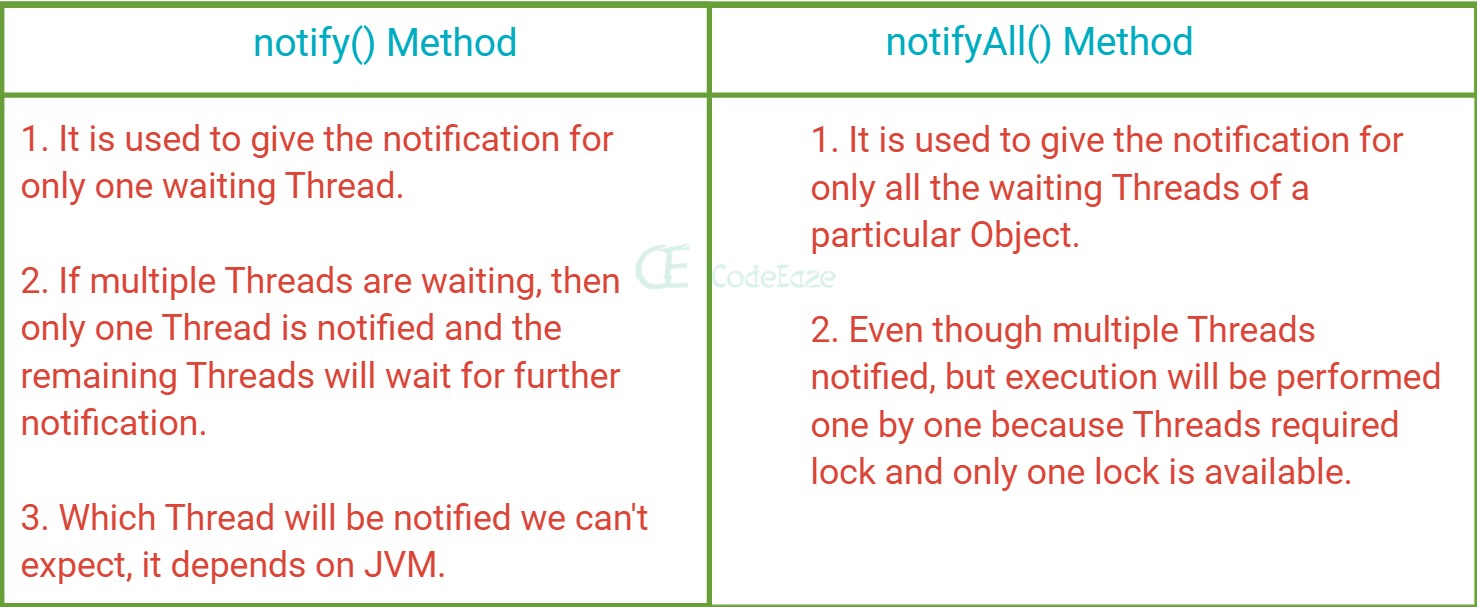 notify() Method
1. It is used to give the notification for
only one waiting Thread.
2. If multiple Threads are waiting, then
only one Thread is notified and the
remaining Threads will wait for further
notification.
3. Which Thread will be notified we can't
expect, it depends on JVM.
notifyAll() Method
1. It is used to give the notification for
only all the waiting Threads of a
particular Object.
2. Even though multiple Threads
notified, but execution will be performed
one by one because Threads required
lock and only one lock is available.
CE CodeEaze